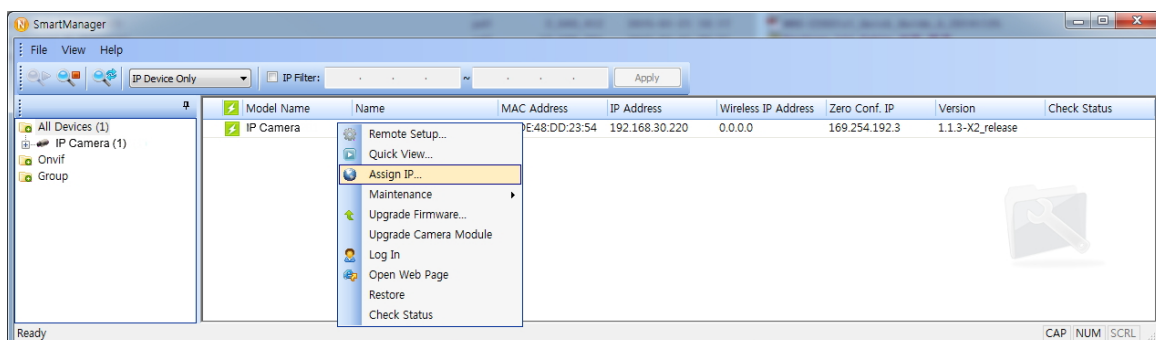 SmartManager
File View Help
IP Device Only IP Filter: . . . ~ . . . Apply
Model Name Name MAC Address IP Address Wireless IP Address Zero Conf. IP Version Check Status
All Devices (1)
IP Camera (1)
Onvif
Group
IP Camera E:48:DD:23:54 192.168.30.220 0.0.0.0 169.254.192.3 1.1.3-X2_release
Remote Setup...
Quick View...
Assign IP...
Maintenance
Upgrade Firmware...
Upgrade Camera Module
Log In
Open Web Page
Restore
Check Status
Ready CAP NUM SCRL